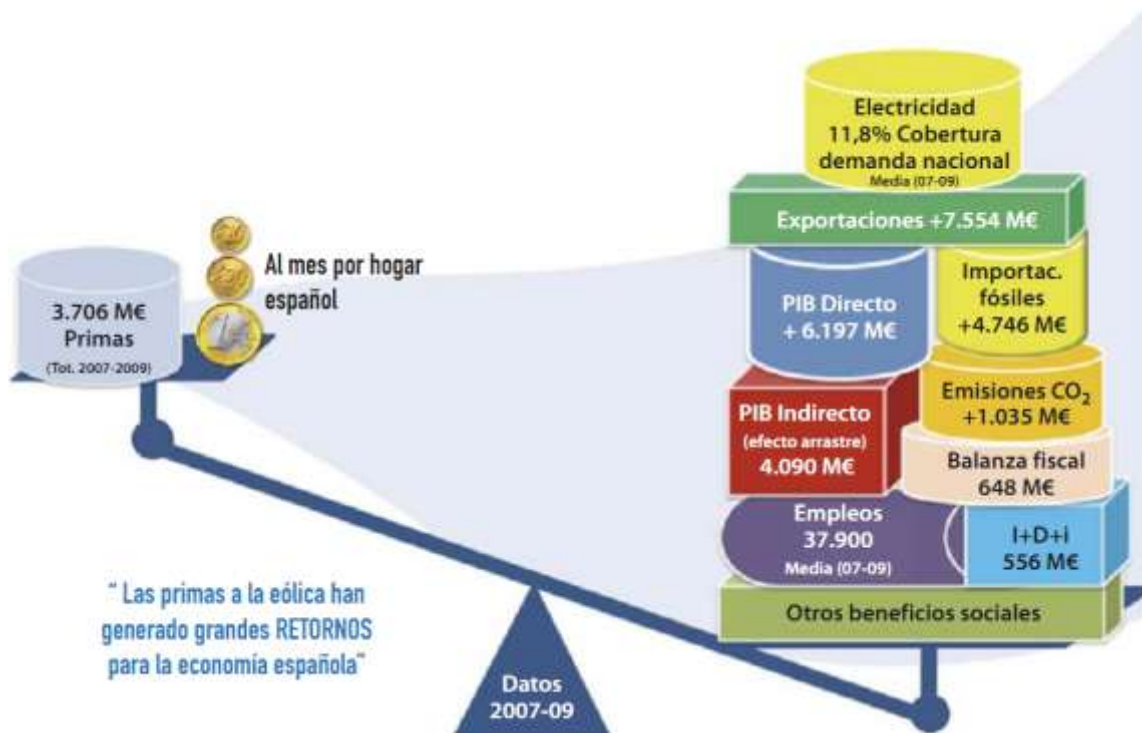 3.706 M€
Primas
(Tot. 2007-2009)
Al mes por hogar
español
Electricidad
11,8% Cobertura
demanda nacional
Media (07-09)
Exportaciones +7.554 M€
PIB Directo
+ 6.197 M€
Importac.
fósiles
+4.746 M€
PIB Indirecto
(efecto arrastre)
4.090 M€
Emisiones CO₂
+1.035 M€
Balanza fiscal
648 M€
Empleos
37.900
Media (07-09)
I+D+i
556 M€
Otros beneficios sociales
" Las primas a la eólica han
generado grandes RETORNOS
para la economía española"
Datos
2007-09